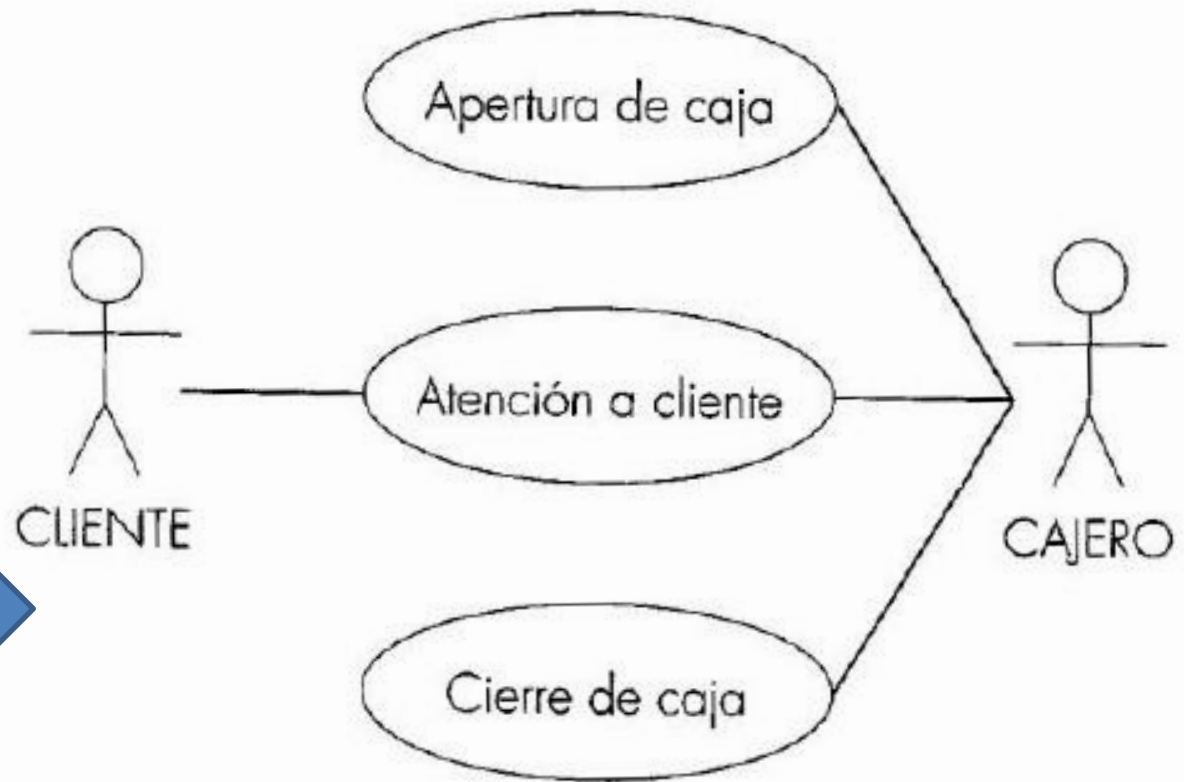 Apertura de caja
Atención a cliente
CLIENTE
CAJERO
Cierre de caja